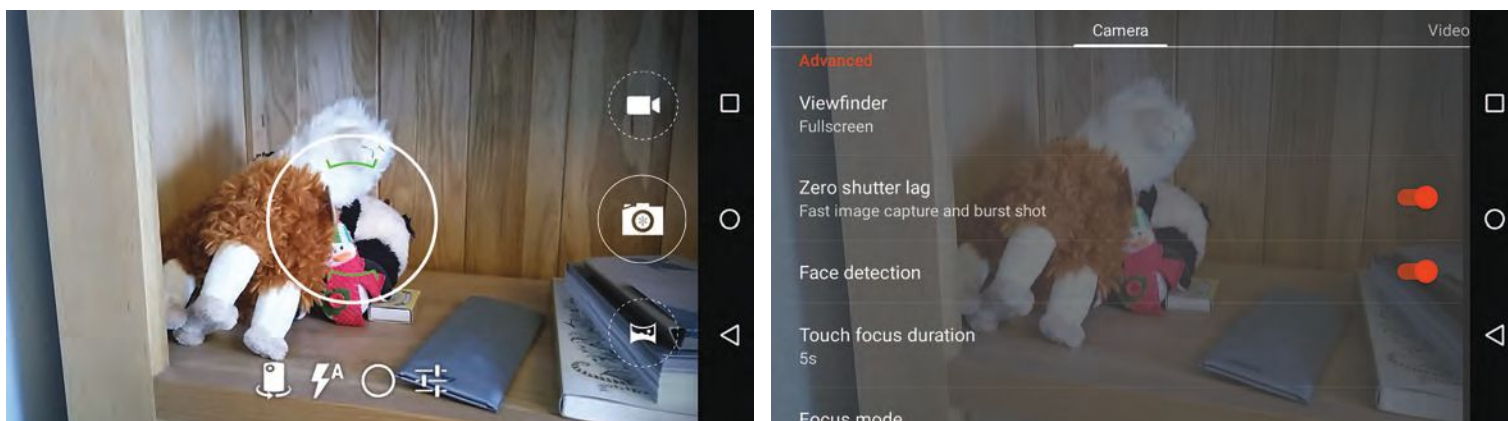 A
Camera
Video
Advanced
Viewfinder
Fullscreen
Zero shutter lag
Fast image capture and burst shot
Face detection
Touch focus duration
5s
Focus mode